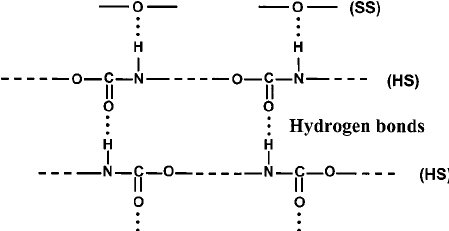 O O (SS)
H H
O C N O C N (HS)
O O
Hydrogen bonds
H H
N C O N C O (HS)
O O